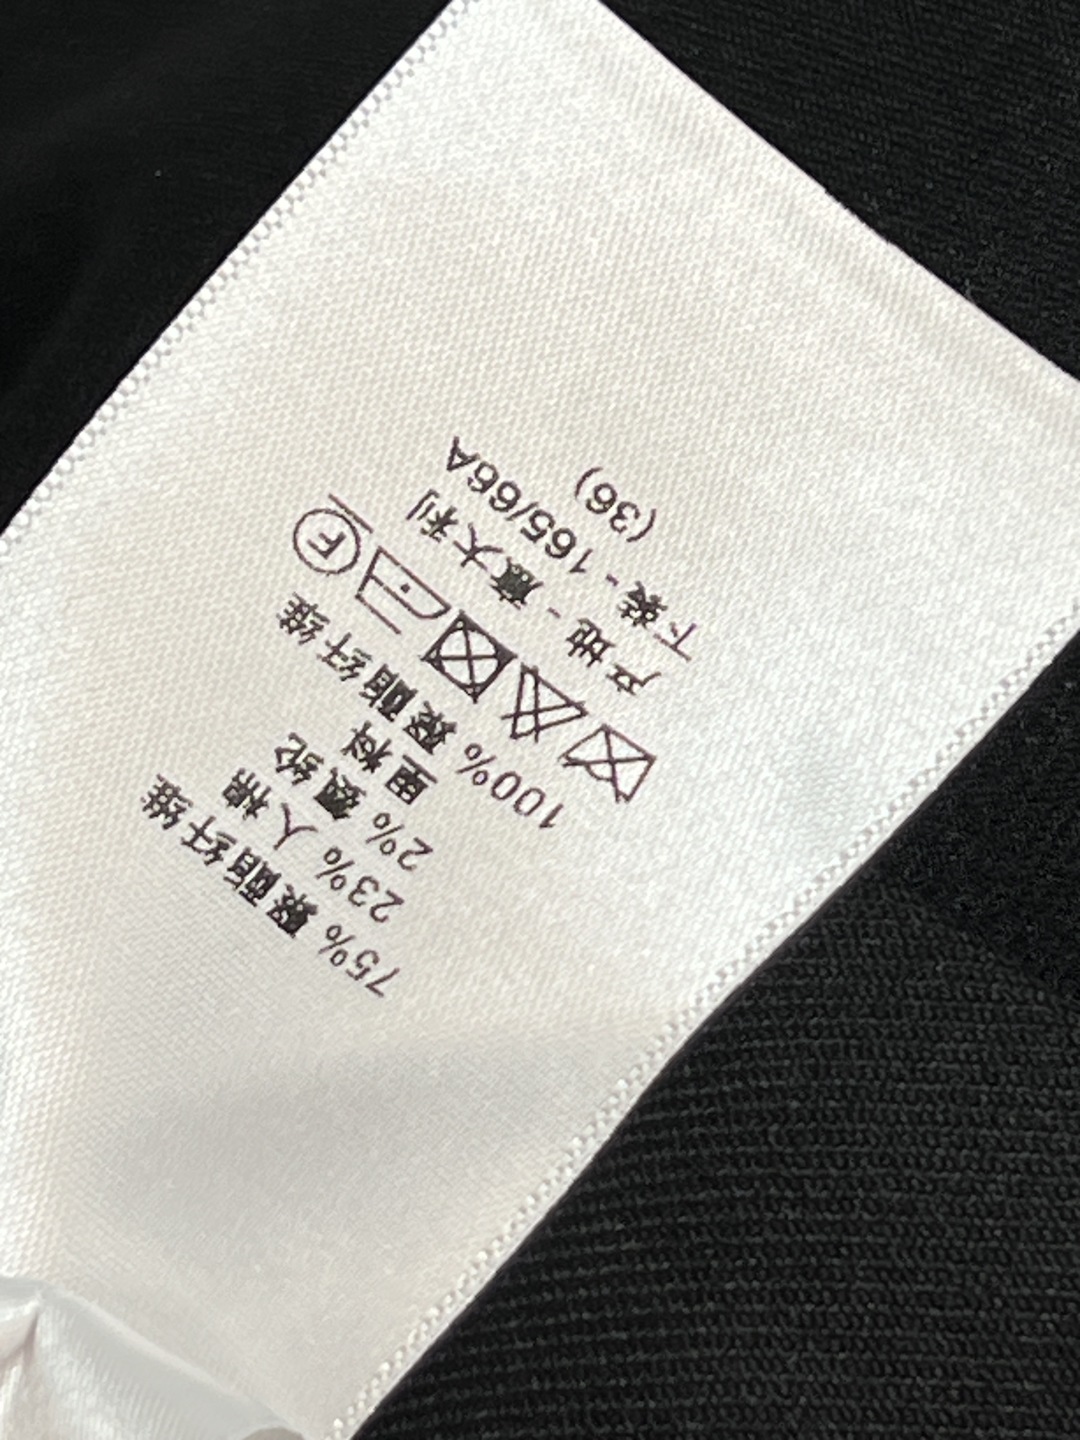 75% 聚酯纤维
23% 人棉
2% 氨纶
里料
100% 聚酯纤维
F
产地 - 意大利
下装 - 165/66A
(36)